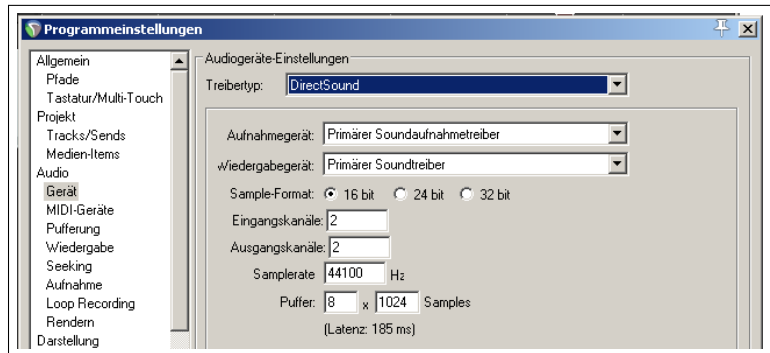 Programmeinstellungen
Allgemein
Pfade
Tastatur/Multi-Touch
Projekt
Tracks/Sends
Medien-Items
Audio
Gerät
MIDI-Geräte
Pufferung
Wiedergabe
Seeking
Aufnahme
Loop Recording
Rendern
Darstellung
Audiogeräte-Einstellungen
Treibertyp: DirectSound
Aufnahmegerät: Primärer Soundaufnahmetreiber
Wiedergabegerät: Primärer Soundtreiber
Sample-Format: 16 bit 24 bit 32 bit
Eingangskanäle: 2
Ausgangskanäle: 2
Samplerate 44100 Hz
Puffer: 8 x 1024 Samples
(Latenz: 185 ms)